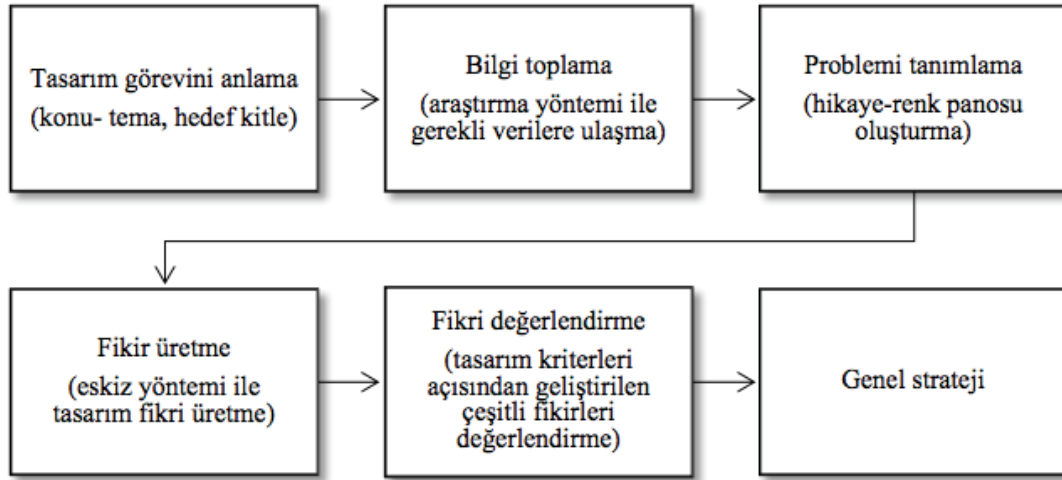 Tasarım görevini anlama
(konu- tema, hedef kitle)
Bilgi toplama
(araştırma yöntemi ile
gerekli verilere ulaşma)
Problemi tanımlama
(hikaye-renk panosu
oluşturma)
Fikir üretme
(eskiz yöntemi ile
tasarım fikri üretme)
Fikri değerlendirme
(tasarım kriterleri
açısından geliştirilen
çeşitli fikirleri
değerlendirme)
Genel strateji